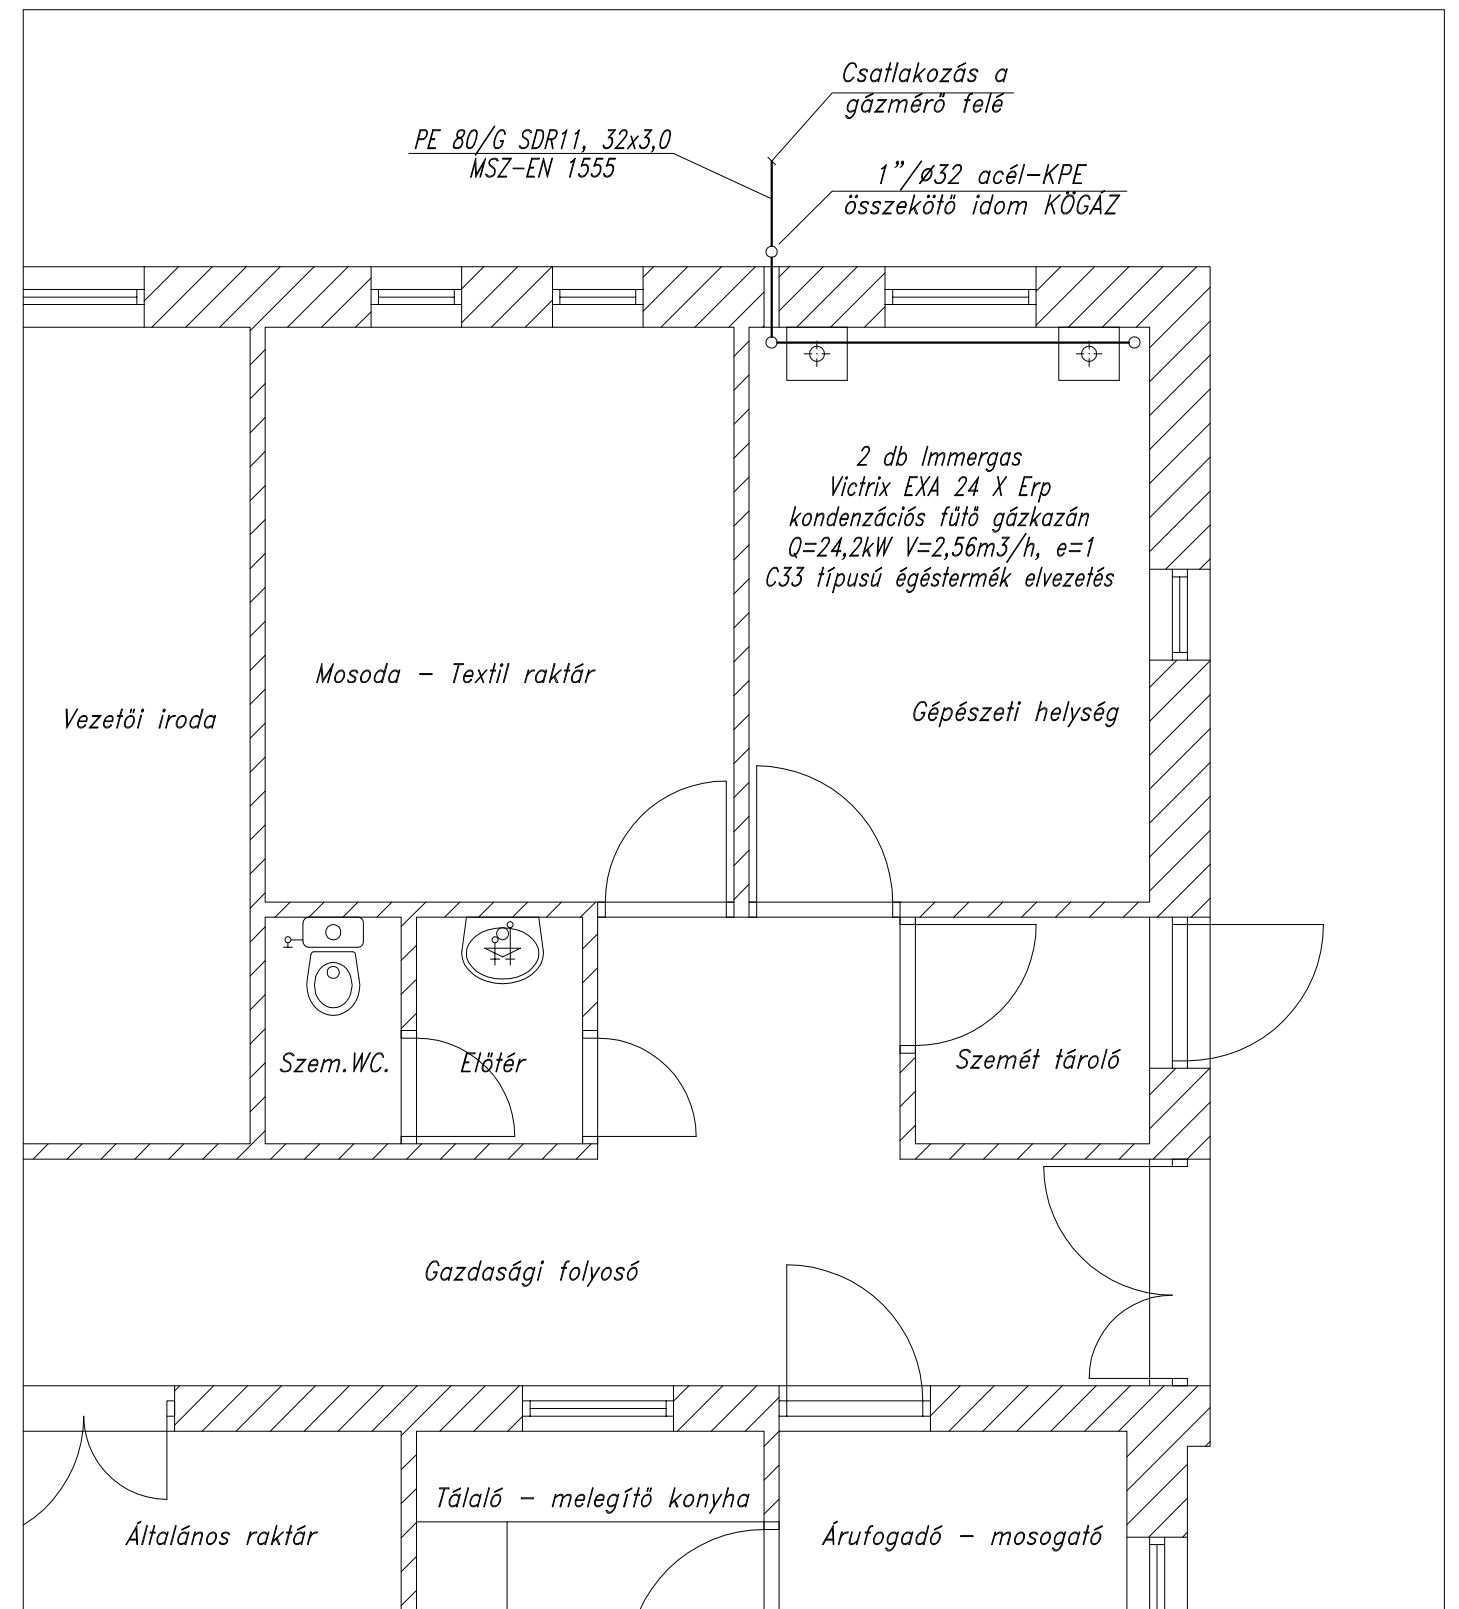 Csatlakozás a
gázmérő felé
PE 80/G SDR11, 32x3,0
MSZ-EN 1555
1"/ø32 acél-KPE
összekötő idom KÖGÁZ
2 db Immergas
Victrix EXA 24 X Erp
kondenzációs fűtő gázkazán
Q=24,2kW V=2,56m3/h, e=1
C33 típusú égéstermék elvezetés
Mosoda - Textil raktár
Vezetői iroda
Gépészeti helység
Szem.WC.
Előtér
Szemét tároló
Gazdasági folyosó
Tálaló - melegítő konyha
Általános raktár
Árufogadó - mosogató